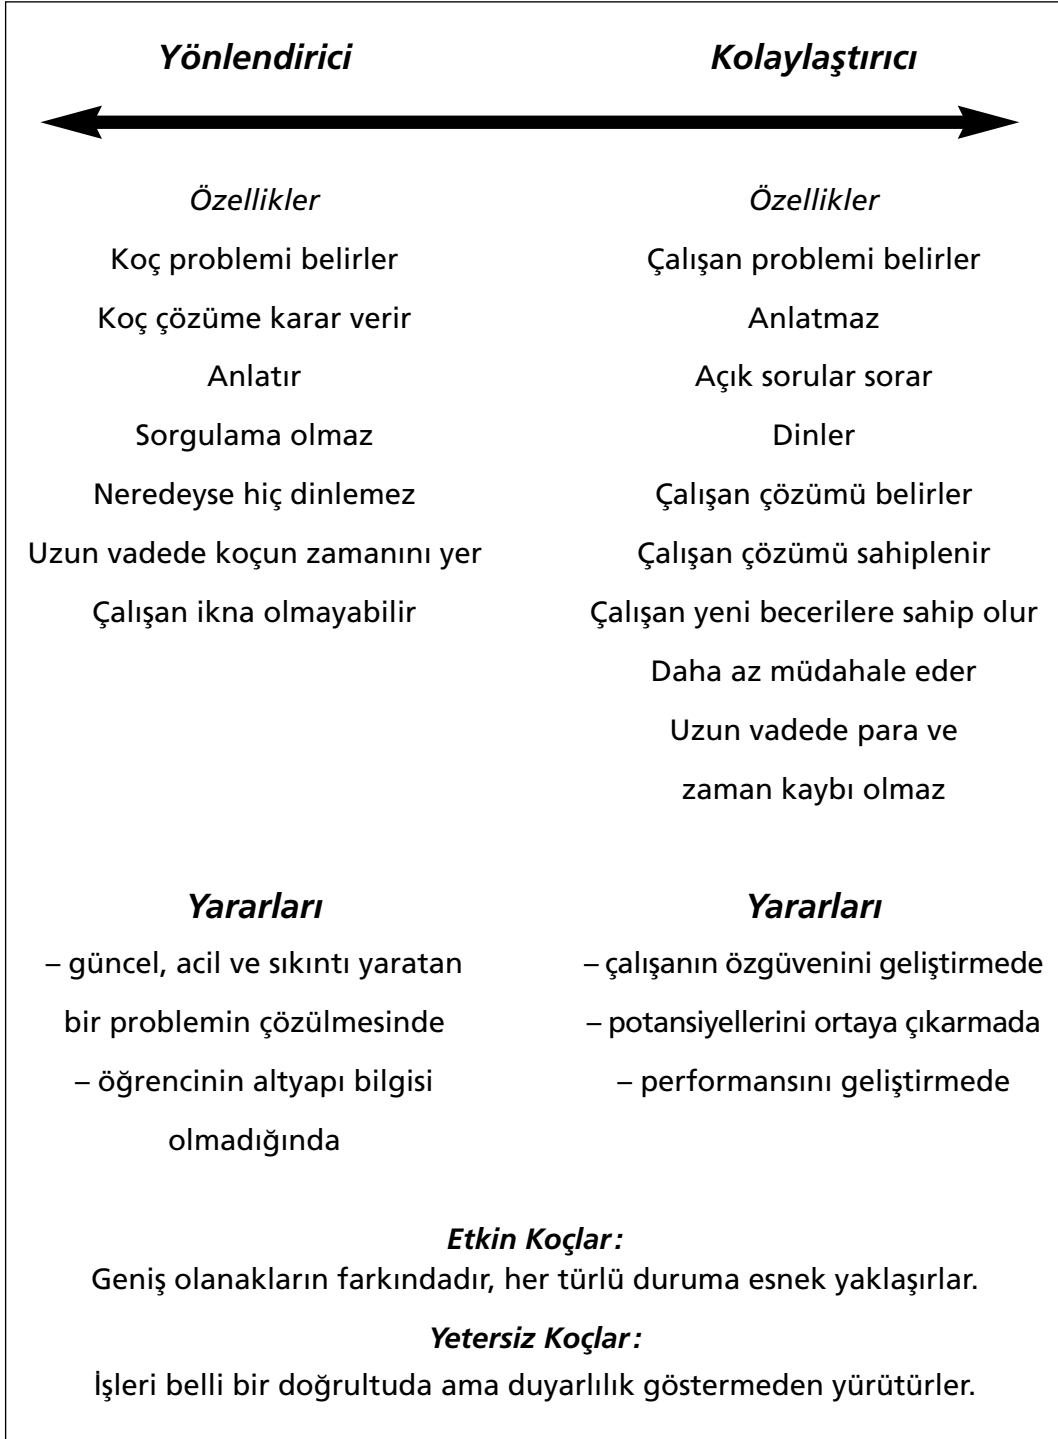 Yönlendirici
Kolaylaştırıcı
Özellikler
Koç problemi belirler
Koç çözüme karar verir
Anlatır
Sorgulama olmaz
Neredeyse hiç dinlemez
Uzun vadede koçun zamanını yer
Çalışan ikna olmayabilir
Özellikler
Çalışan problemi belirler
Anlatmaz
Açık sorular sorar
Dinler
Çalışan çözümü belirler
Çalışan çözümü sahiplenir
Çalışan yeni becerilere sahip olur
Daha az müdahale eder
Uzun vadede para ve
zaman kaybı olmaz
Yararları
– güncel, acil ve sıkıntı yaratan
bir problemin çözülmesinde
– öğrencinin altyapı bilgisi
olmadığında
Yararları
– çalışanın özgüvenini geliştirmede
– potansiyellerini ortaya çıkarmada
– performansını geliştirmede
Etkin Koçlar:
Geniş olanakların farkındadır, her türlü duruma esnek yaklaşırlar.
Yetersiz Koçlar:
İşleri belli bir doğrultuda ama duyarlılık göstermeden yürütürler.